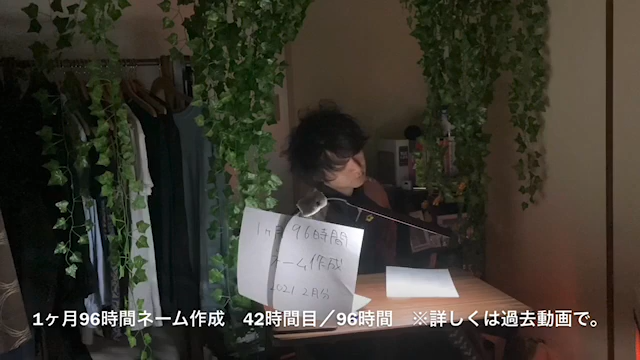 1ヶ月96時間
ネーム作成
2021 2月分
1ヶ月96時間ネーム作成　42時間目／96時間　※詳しくは過去動画で。